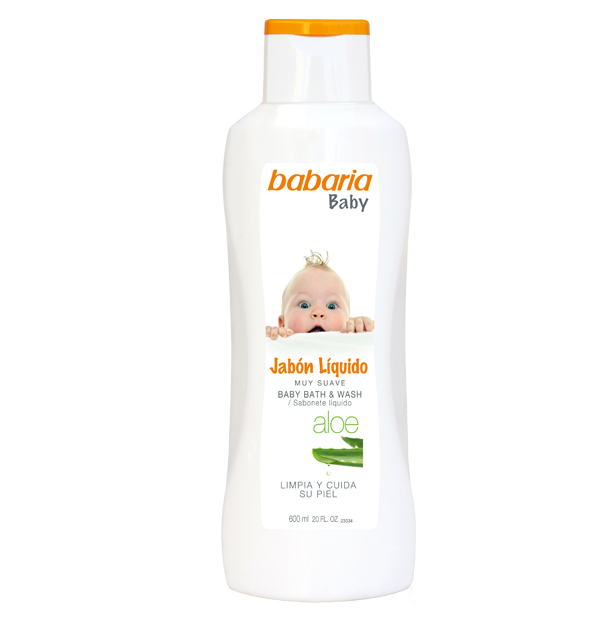 babaria
Baby
Jabón Líquido
MUY SUAVE
BABY BATH & WASH
/ Sabonete líquido
aloe
LIMPIA Y CUIDA
SU PIEL
600 ml 20 FL. OZ 23334